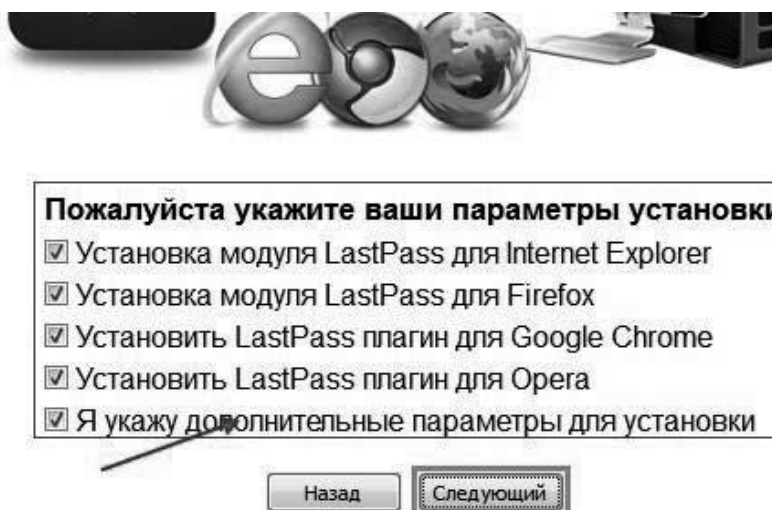 Пожалуйста укажите ваши параметры установки
Установка модуля LastPass для Internet Explorer
Установка модуля LastPass для Firefox
Установить LastPass плагин для Google Chrome
Установить LastPass плагин для Opera
Я укажу дополнительные параметры для установки
Назад
Следующий